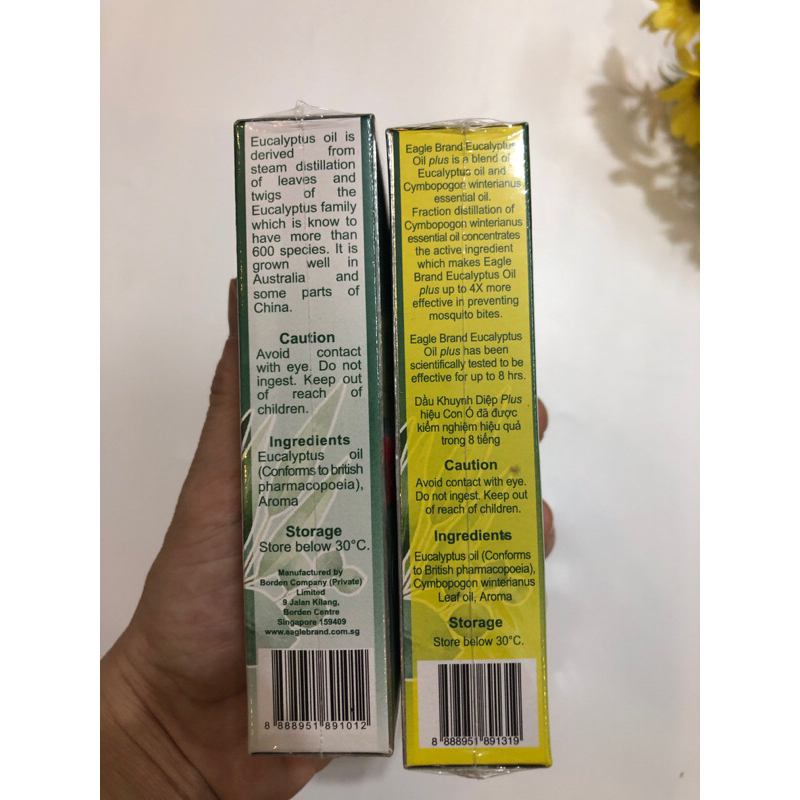 Eucalyptus oil is
derived from
steam distillation
of leaves and
twigs of the
Eucalyptus family
which is know to
have more than
600 species. It is
grown well in
Australia and
some parts of
China.
Caution
Avoid contact
with eye. Do not
ingest. Keep out
of reach of
children.
Ingredients
Eucalyptus oil
(Conforms to british
pharmacopoeia),
Aroma
Storage
Store below 30°C.
Manufactured by
Borden Company (Private)
Limited
9 Jalan Kilang,
Borden Centre
Singapore 159409
www.eaglebrand.com.sg
8 888951 891012
Eagle Brand Eucalyptus
Oil plus is a blend of
Eucalyptus oil and
Cymbopogon winterianus
essential oil.
Fraction distillation of
Cymbopogon winterianus
essential oil concentrates
the active ingredient
which makes Eagle
Brand Eucalyptus Oil
plus up to 4X more
effective in preventing
mosquito bites.
Eagle Brand Eucalyptus
Oil plus has been
scientifically tested to be
effective for up to 8 hrs.
Dầu Khuynh Diệp Plus
hiệu Con Ó đã được
kiểm nghiệm hiệu quả
trong 8 tiếng
Caution
Avoid contact with eye.
Do not ingest. Keep out
of reach of children.
Ingredients
Eucalyptus oil (Conforms
to British pharmacopoeia),
Cymbopogon winterianus
Leaf oil, Aroma
Storage
Store below 30°C.
8 888951 891319